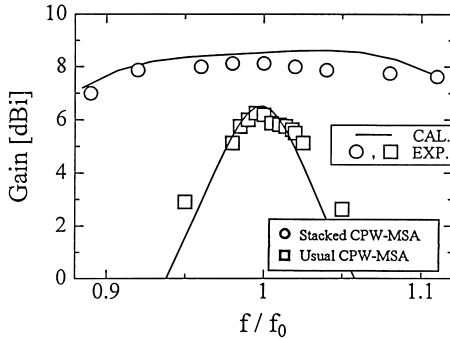 10
8
6
4
2
0
Gain [dBi]
CAL.
, EXP.
Stacked CPW-MSA
Usual CPW-MSA
0.9
1
1.1
f / f0